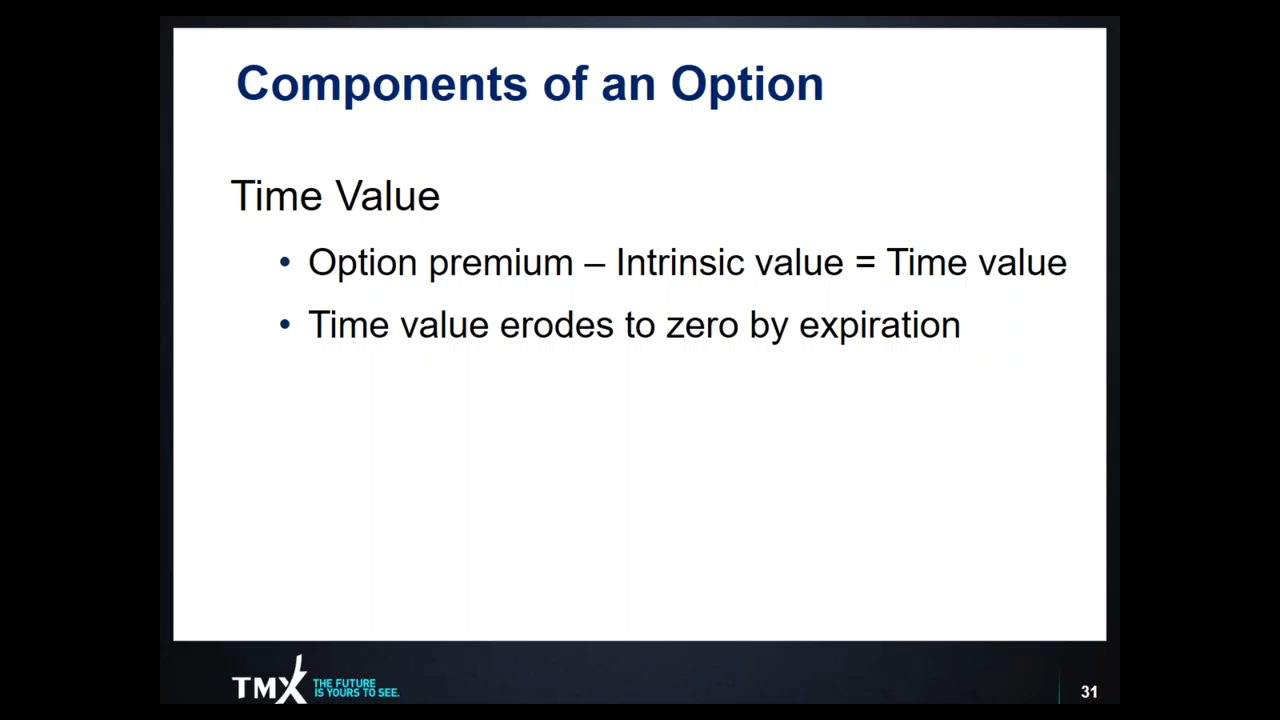 Components of an Option
Time Value
• Option premium – Intrinsic value = Time value
• Time value erodes to zero by expiration
TMX THE FUTURE
IS YOURS TO SEE.
31